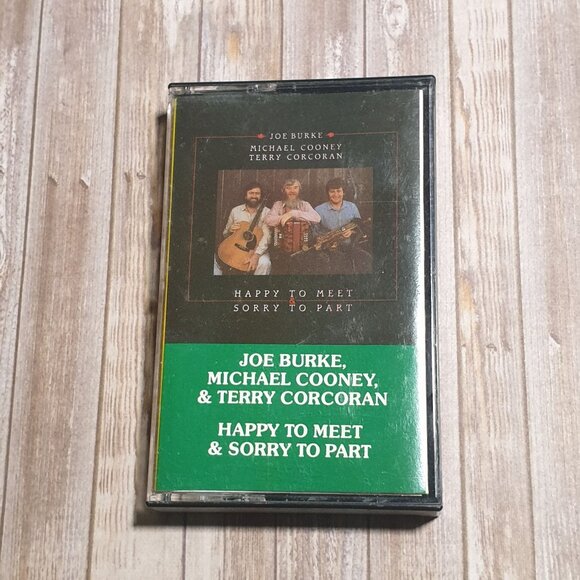 JOE BURKE
MICHAEL COONEY
TERRY CORCORAN
HAPPY TO MEET
&
SORRY TO PART
JOE BURKE,
MICHAEL COONEY,
& TERRY CORCORAN
HAPPY TO MEET
& SORRY TO PART